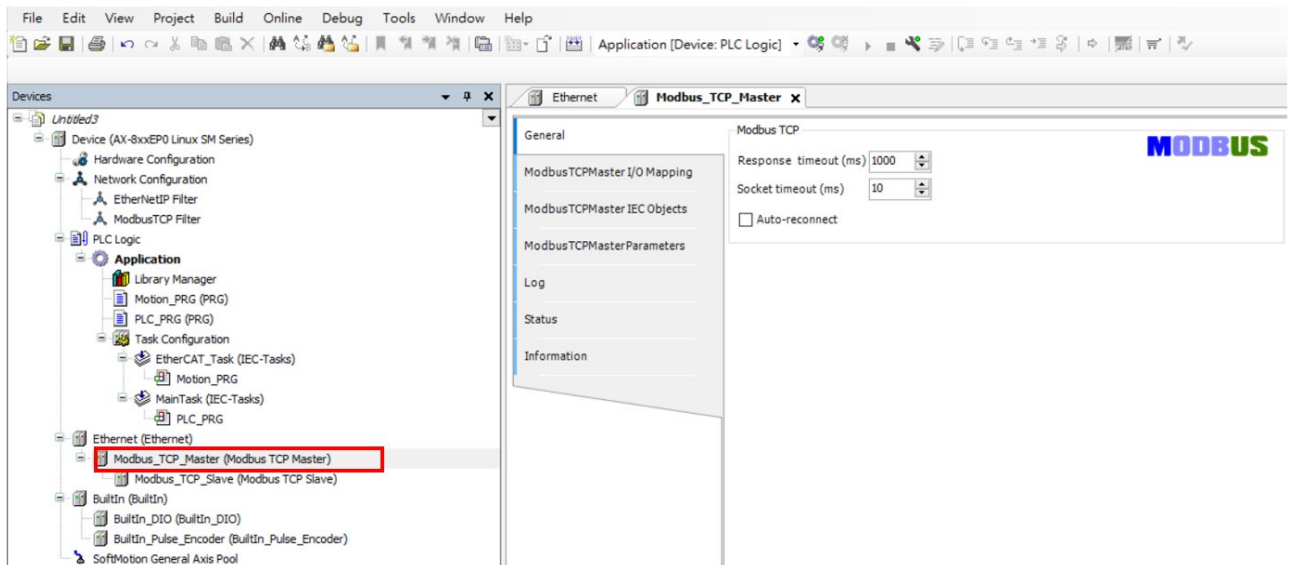 File Edit View Project Build Online Debug Tools Window Help
Application [Device: PLC Logic]
Devices
Untitled3
Device (AX-8xxEP0 Linux SM Series)
Hardware Configuration
Network Configuration
EtherNetIP Filter
ModbusTCP Filter
PLC Logic
Application
Library Manager
Motion_PRG (PRG)
PLC_PRG (PRG)
Task Configuration
EtherCAT_Task (IEC-Tasks)
Motion_PRG
MainTask (IEC-Tasks)
PLC_PRG
Ethernet (Ethernet)
Modbus_TCP_Master (Modbus TCP Master)
Modbus_TCP_Slave (Modbus TCP Slave)
BuiltIn (BuiltIn)
BuiltIn_DIO (BuiltIn_DIO)
BuiltIn_Pulse_Encoder (BuiltIn_Pulse_Encoder)
SoftMotion General Axis Pool
Ethernet Modbus_TCP_Master
General
ModbusTCPMaster I/O Mapping
ModbusTCPMaster IEC Objects
ModbusTCPMasterParameters
Log
Status
Information
Modbus TCP
Response timeout (ms) 1000
Socket timeout (ms) 10
Auto-reconnect
MODBUS